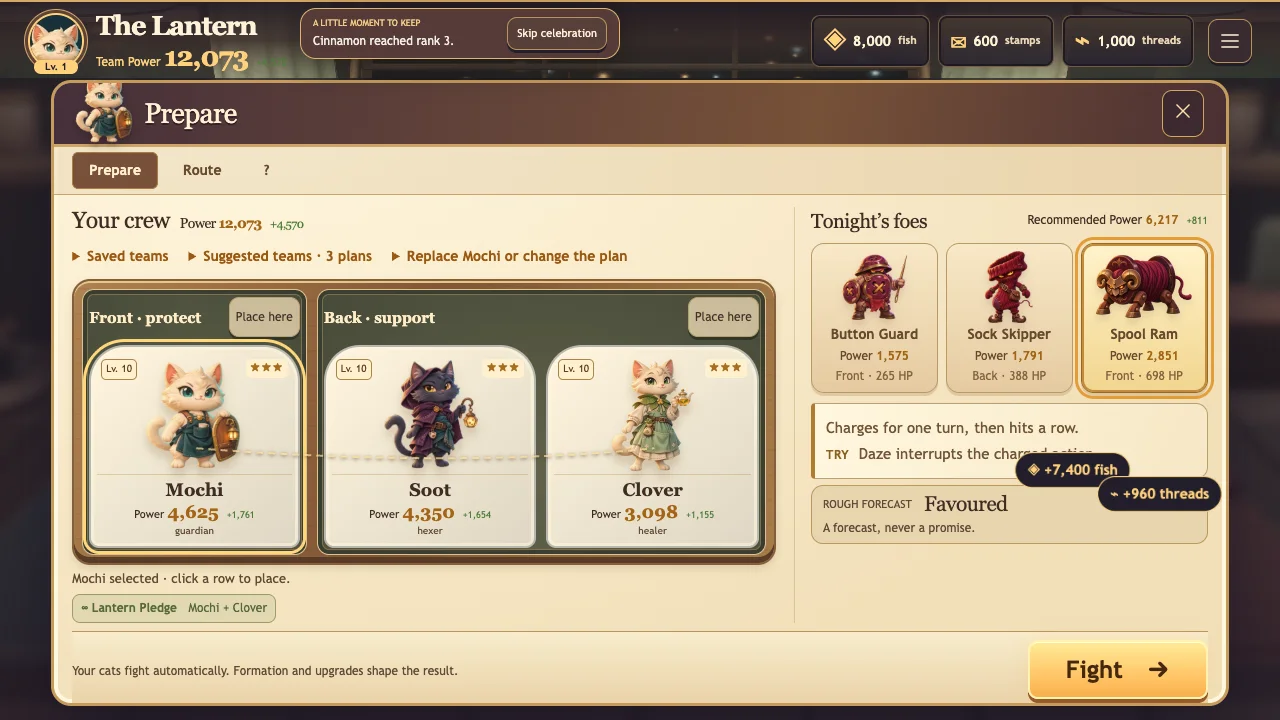 The Lantern
Team Power 12,073
Lv. 1
A LITTLE MOMENT TO KEEP
Cinnamon reached rank 3.
Skip celebration
8,000 fish
600 stamps
1,000 threads
Prepare
Prepare
Route
?
Your crew Power 12,073 +4,570
Saved teams
Suggested teams · 3 plans
Replace Mochi or change the plan
Front · protect
Place here
Back · support
Place here
Lv. 10
Mochi
Power 4,625 +1,761
guardian
Lv. 10
Soot
Power 4,350 +1,654
hexer
Lv. 10
Clover
Power 3,098 +1,155
healer
Mochi selected · click a row to place.
∞ Lantern Pledge Mochi + Clover
Tonight's foes
Recommended Power 6,217 +811
Button Guard
Power 1,575
Front · 265 HP
Sock Skipper
Power 1,791
Back · 388 HP
Spool Ram
Power 2,851
Front · 698 HP
Charges for one turn, then hits a row.
TRY Daze interrupts the
+7,400 fish
+960 threads
ROUGH FORECAST Favoured
A forecast, never a promise.
Your cats fight automatically. Formation and upgrades shape the result.
Fight →